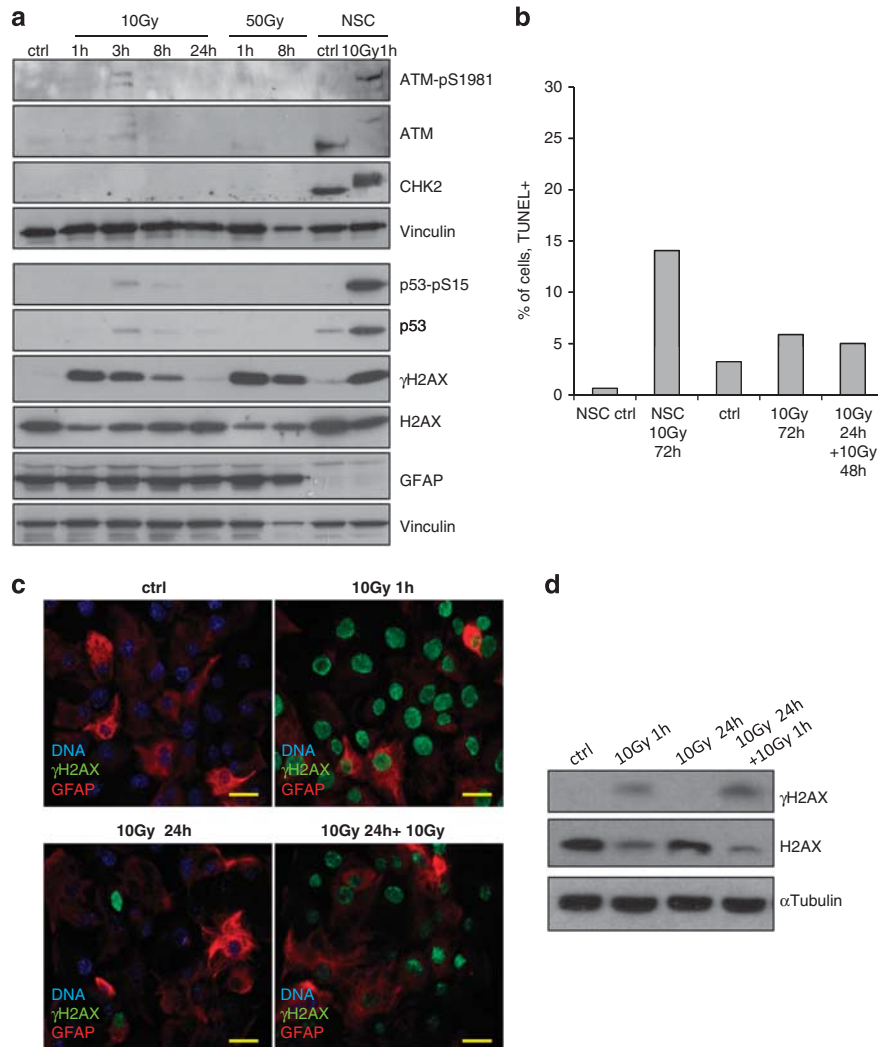 a
10Gy 50Gy NSC
ctrl 1h 3h 8h 24h 1h 8h ctrl 10Gy1h
ATM-pS1981
ATM
CHK2
Vinculin
p53-pS15
p53
γH2AX
H2AX
GFAP
Vinculin
b
% of cells, TUNEL+
30
25
20
15
10
5
0
NSC ctrl
NSC
10Gy
72h
ctrl
10Gy
72h
10Gy
24h
+10Gy
48h
c
ctrl
DNA
γH2AX
GFAP
10Gy 1h
DNA
γH2AX
GFAP
10Gy 24h
DNA
γH2AX
GFAP
10Gy 24h+ 10Gy
DNA
γH2AX
GFAP
d
ctrl
10Gy 1h
10Gy 24h
10Gy 24h
+10Gy 1h
γH2AX
H2AX
αTubulin